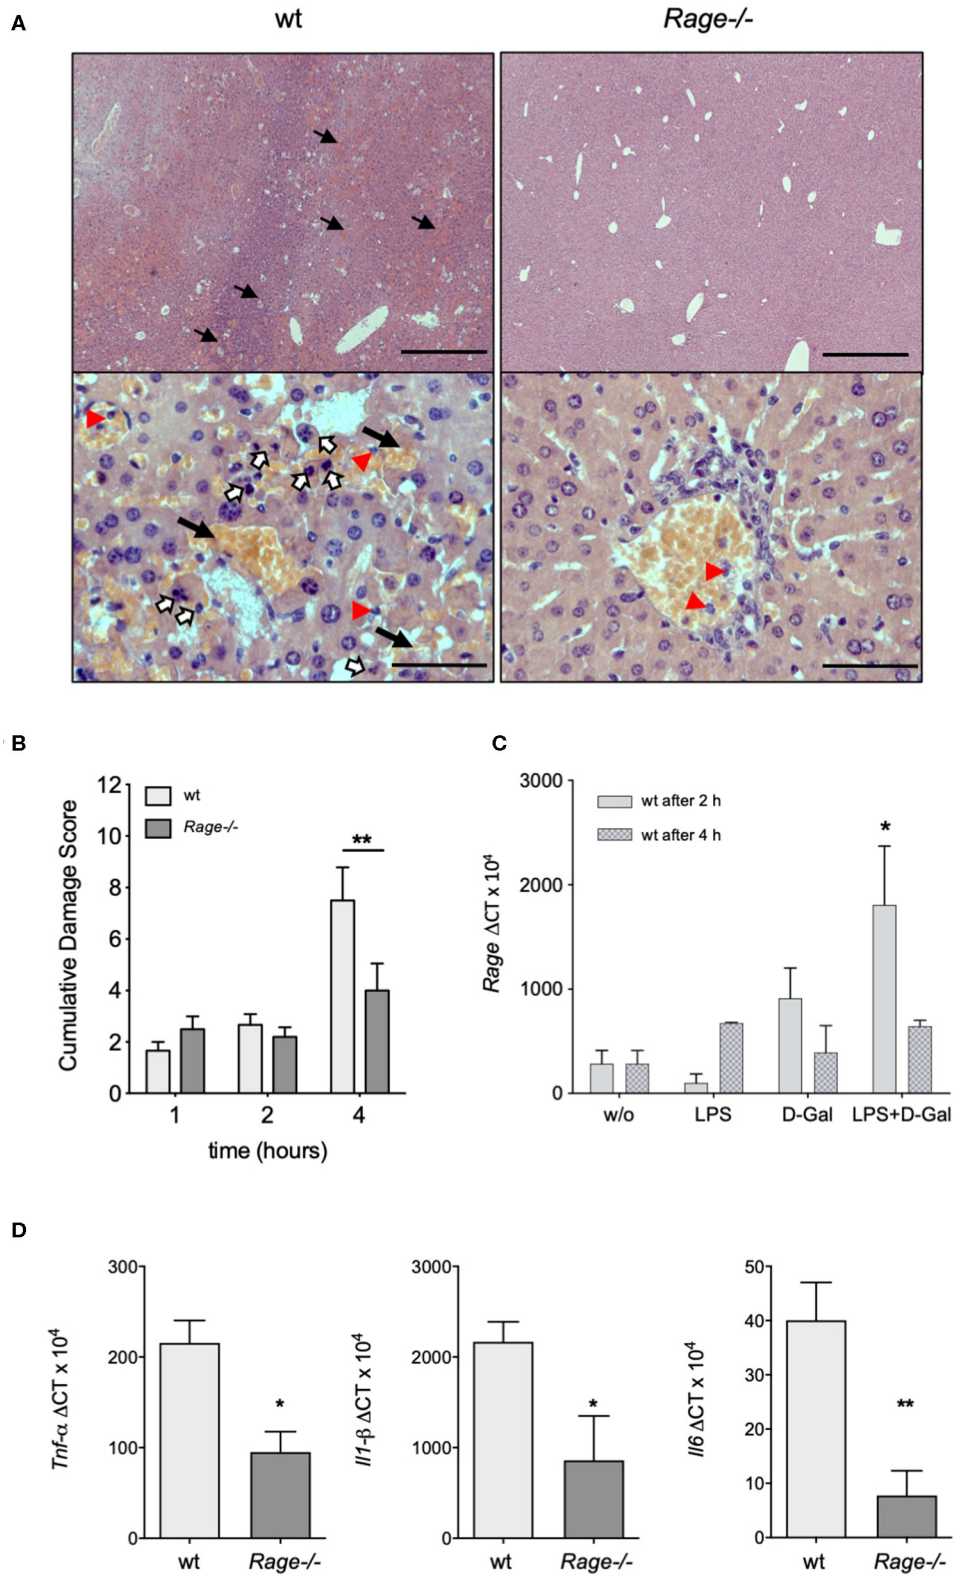 A
wt
Rage-/-
B
12
10
8
6
4
2
0
Cumulative Damage Score
wt
Rage-/-
**
1
2
4
time (hours)
C
3000
2000
1000
0
Rage ΔCT x 10⁴
wt after 2 h
wt after 4 h
*
w/o
LPS
D-Gal
LPS+D-Gal
D
300
200
100
0
Tnf-α ΔCT x 10⁴
*
wt
Rage-/-
3000
2000
1000
0
Il1-β ΔCT x 10⁴
*
wt
Rage-/-
50
40
30
20
10
0
Il6 ΔCT x 10⁴
**
wt
Rage-/-